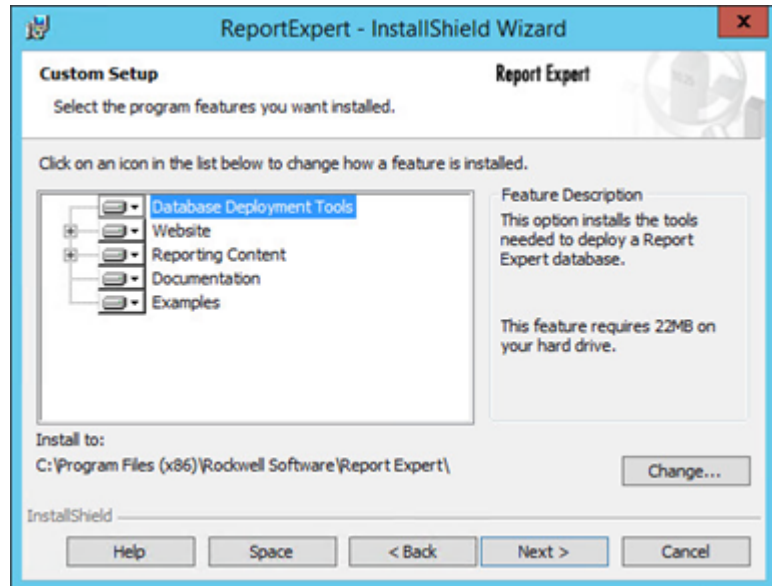 ReportExpert - InstallShield Wizard
x
Custom Setup
Report Expert
Select the program features you want installed.
Click on an icon in the list below to change how a feature is installed.
Database Deployment Tools
Website
Reporting Content
Documentation
Examples
Feature Description
This option installs the tools
needed to deploy a Report
Expert database.
This feature requires 22MB on
your hard drive.
Install to:
C:\Program Files (x86)\Rockwell Software\Report Expert\
Change...
InstallShield
Help
Space
< Back
Next >
Cancel